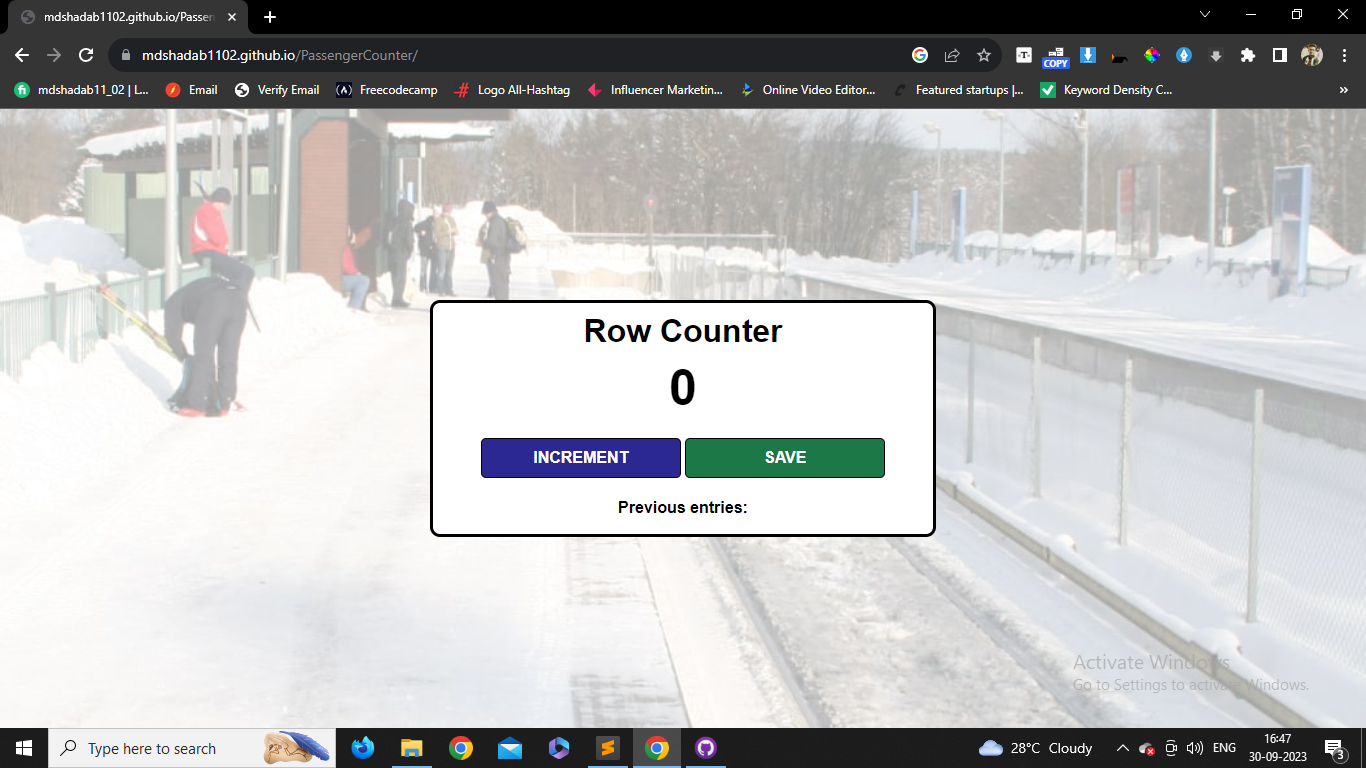 mdshadab1102.github.io/Passen
mdshadab1102.github.io/PassengerCounter/
COPY
mdshadab11_02 | L...
Email
Verify Email
Freecodecamp
Logo All-Hashtag
Influencer Marketin...
Online Video Editor...
Featured startups |...
Keyword Density C...
»
Row Counter
0
INCREMENT
SAVE
Previous entries:
Activate Windows
Go to Settings to activate Windows.
Type here to search
28°C Cloudy
ENG
16:47
30-09-2023
3